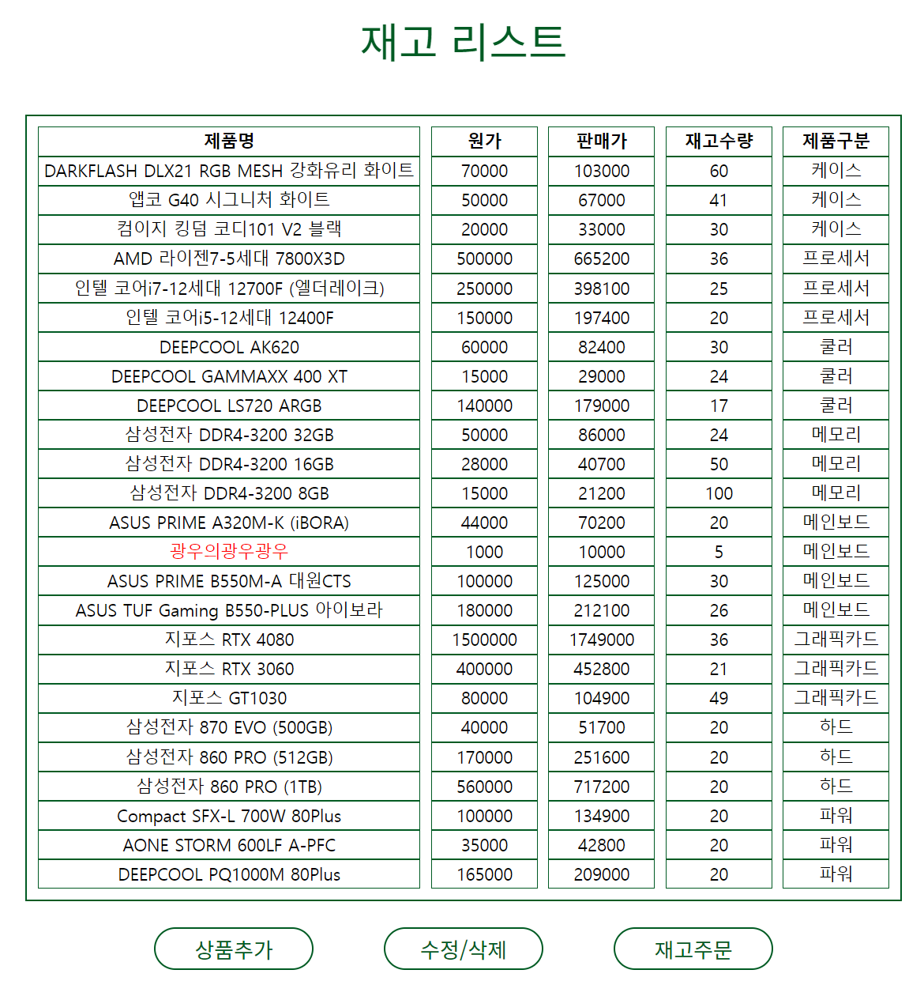 재고 리스트
제품명 원가 판매가 재고수량 제품구분
DARKFLASH DLX21 RGB MESH 강화유리 화이트 70000 103000 60 케이스
앱코 G40 시그니처 화이트 50000 67000 41 케이스
컴이지 킹덤 코디101 V2 블랙 20000 33000 30 케이스
AMD 라이젠7-5세대 7800X3D 500000 665200 36 프로세서
인텔 코어i7-12세대 12700F (엘더레이크) 250000 398100 25 프로세서
인텔 코어i5-12세대 12400F 150000 197400 20 프로세서
DEEPCOOL AK620 60000 82400 30 쿨러
DEEPCOOL GAMMAXX 400 XT 15000 29000 24 쿨러
DEEPCOOL LS720 ARGB 140000 179000 17 쿨러
삼성전자 DDR4-3200 32GB 50000 86000 24 메모리
삼성전자 DDR4-3200 16GB 28000 40700 50 메모리
삼성전자 DDR4-3200 8GB 15000 21200 100 메모리
ASUS PRIME A320M-K (iBORA) 44000 70200 20 메인보드
광우의광우광우 1000 10000 5 메인보드
ASUS PRIME B550M-A 대원CTS 100000 125000 30 메인보드
ASUS TUF Gaming B550-PLUS 아이보라 180000 212100 26 메인보드
지포스 RTX 4080 1500000 1749000 36 그래픽카드
지포스 RTX 3060 400000 452800 21 그래픽카드
지포스 GT1030 80000 104900 49 그래픽카드
삼성전자 870 EVO (500GB) 40000 51700 20 하드
삼성전자 860 PRO (512GB) 170000 251600 20 하드
삼성전자 860 PRO (1TB) 560000 717200 20 하드
Compact SFX-L 700W 80Plus 100000 134900 20 파워
AONE STORM 600LF A-PFC 35000 42800 20 파워
DEEPCOOL PQ1000M 80Plus 165000 209000 20 파워
상품추가 수정/삭제 재고주문